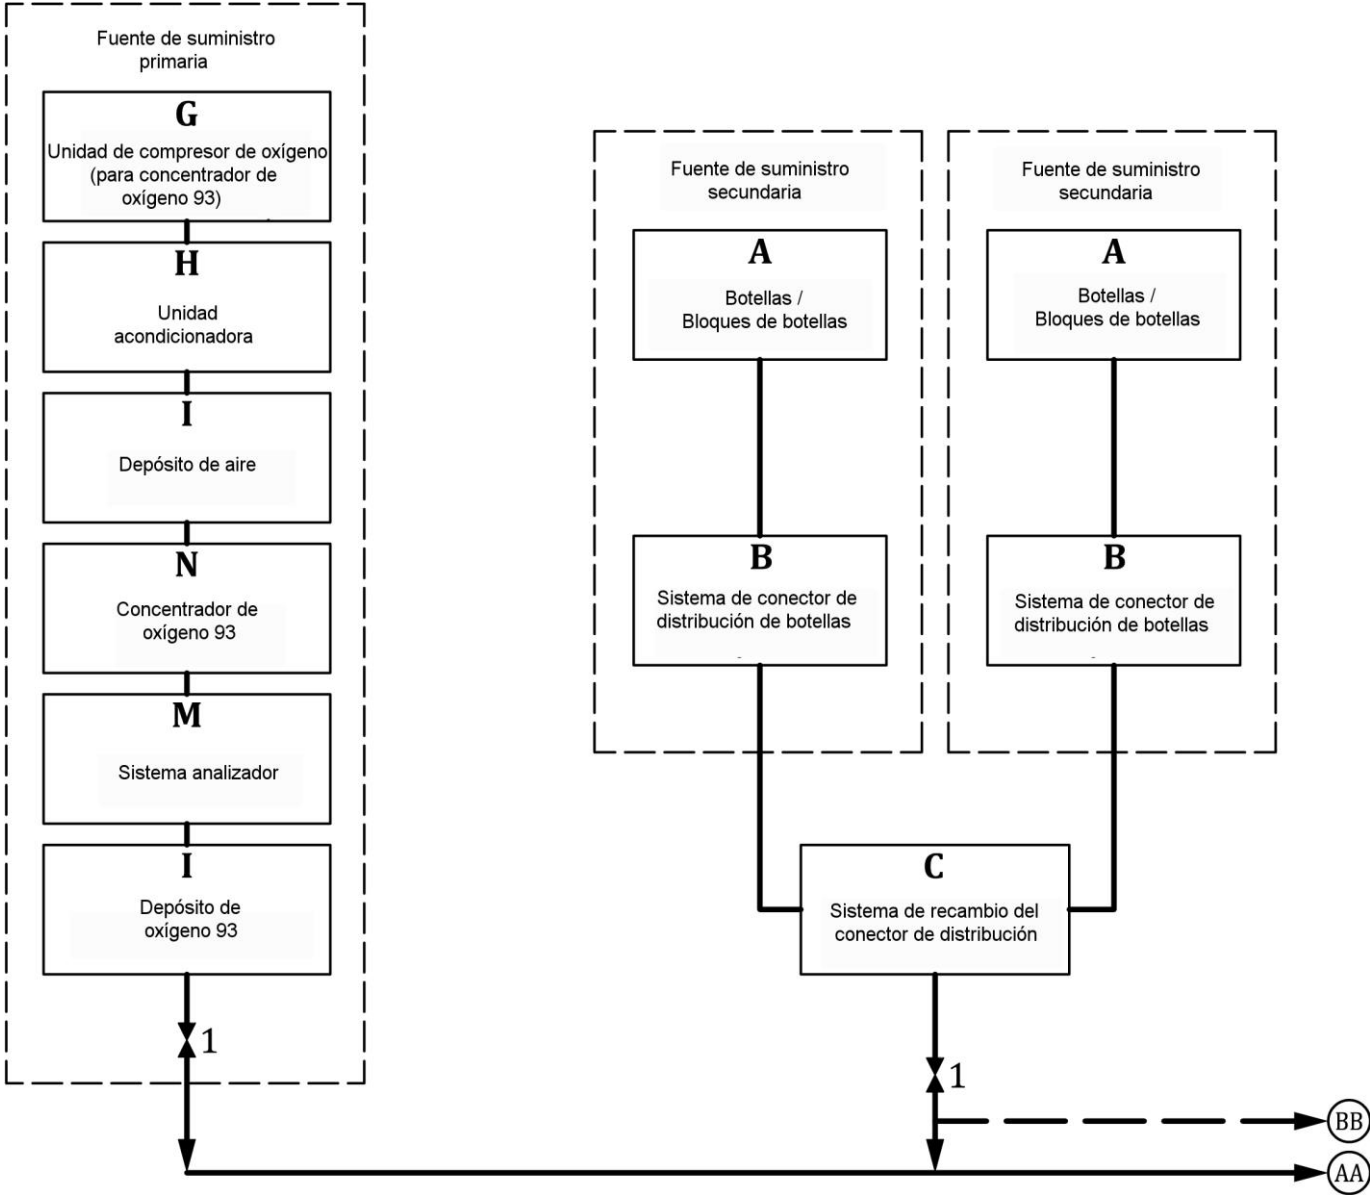 Fuente de suministro
primaria
G
Unidad de compresor de oxígeno
(para concentrador de
oxígeno 93)
H
Unidad
acondicionadora
I
Depósito de aire
N
Concentrador de
oxígeno 93
M
Sistema analizador
I
Depósito de
oxígeno 93
1
Fuente de suministro
secundaria
A
Botellas /
Bloques de botellas
B
Sistema de conector de
distribución de botellas
Fuente de suministro
secundaria
A
Botellas /
Bloques de botellas
B
Sistema de conector de
distribución de botellas
C
Sistema de recambio del
conector de distribución
1
BB
AA